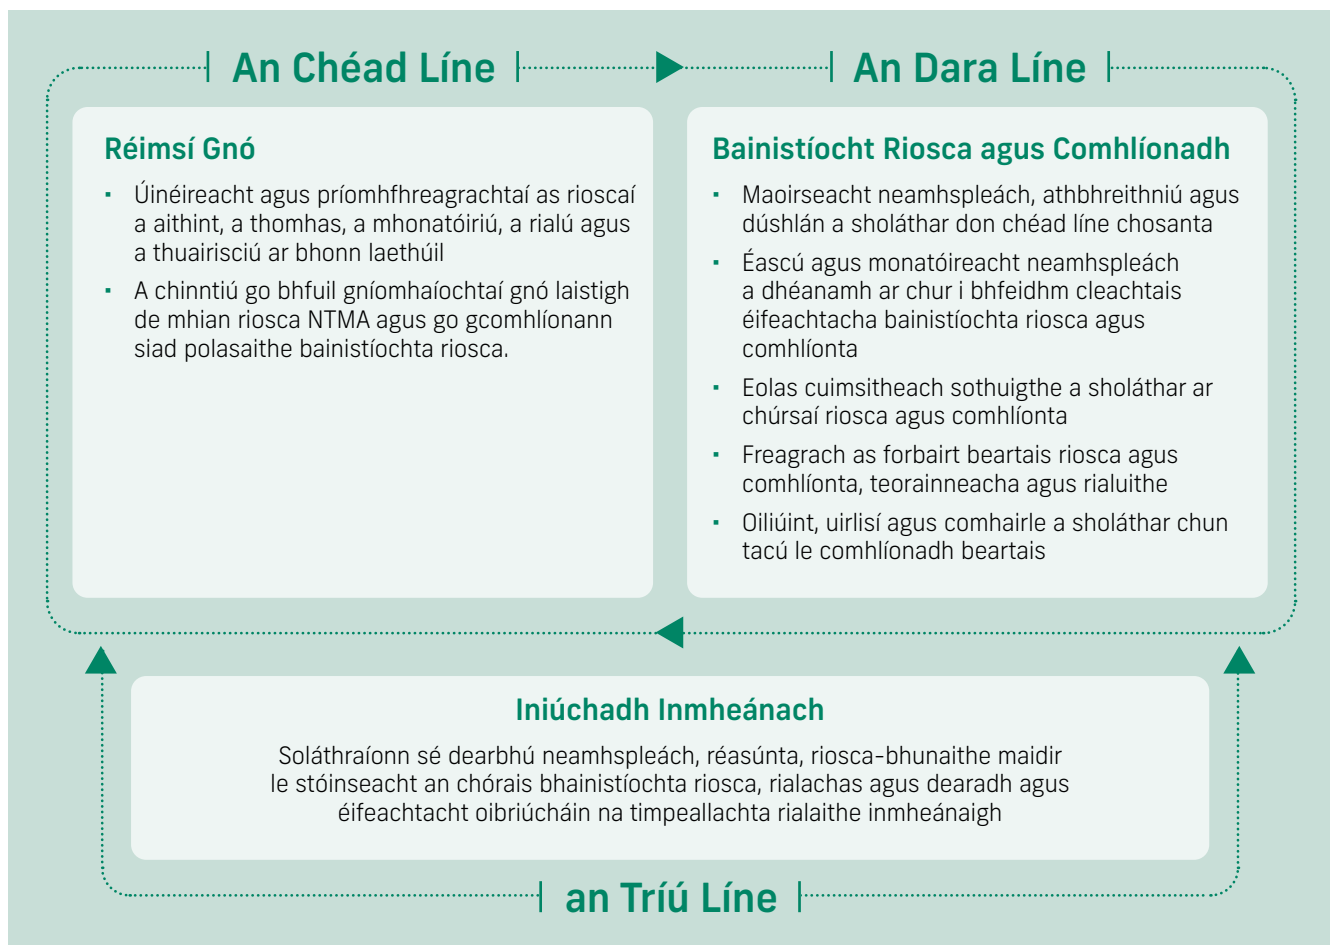 An Chéad Líne
Réimsí Gnó
▪ Úinéireacht agus príomhfhreagrachtaí as rioscaí
a aithint, a thomhas, a mhonatóiriú, a rialú agus
a thuairisciú ar bhonn laethúil
▪ A chinntiú go bhfuil gníomhaíochtaí gnó laistigh
de mhian riosca NTMA agus go gcomhlíonann
siad polasaithe bainistíochta riosca.
An Dara Líne
Bainistíocht Riosca agus Comhlíonadh
▪ Maoirseacht neamhspleách, athbhreithniú agus
dúshlán a sholáthar don chéad líne chosanta
▪ Éascú agus monatóireacht neamhspleách
a dhéanamh ar chur i bhfeidhm cleachtais
éifeachtacha bainistíochta riosca agus
comhlíonta
▪ Eolas cuimsitheach sothuigthe a sholáthar ar
chúrsaí riosca agus comhlíonta
▪ Freagrach as forbairt beartais riosca agus
comhlíonta, teorainneacha agus rialuithe
▪ Oiliúint, uirlisí agus comhairle a sholáthar chun
tacú le comhlíonadh beartais
Iniúchadh Inmheánach
Soláthraíonn sé dearbhú neamhspleách, réasúnta, riosca-bhunaithe maidir
le stóinseacht an chórais bhainistíochta riosca, rialachas agus dearadh agus
éifeachtacht oibriúcháin na timpeallachta rialaithe inmheánaigh
an Tríú Líne